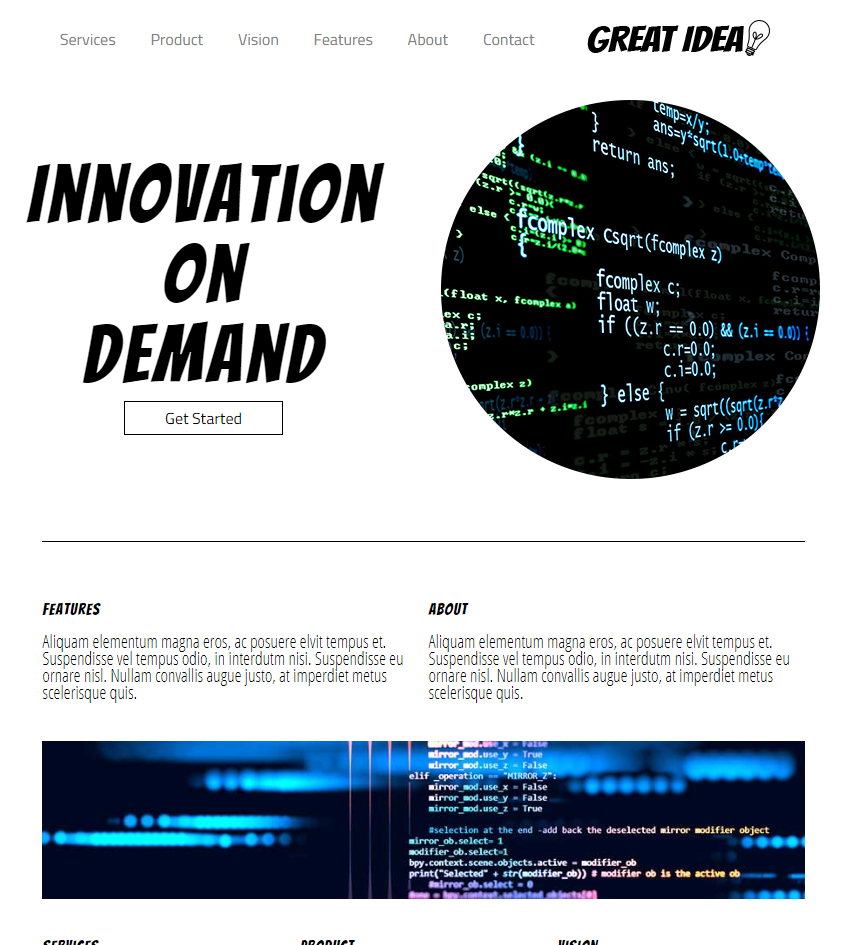 Services Product Vision Features About Contact GREAT IDEA
temp=x/y;
ans=y*sqrt(1.0+temp*te
}
return ans;
}
fcomplex Csqrt(fcomplex z)
{
fcomplex c;
float w;
if ((z.r == 0.0) && (z.i == 0.0)) {
c.r=0.0;
c.i=0.0;
} else {
w = sqrt((sqrt(z.r*z
if (z.r >= 0.0){
INNOVATION
ON
DEMAND
Get Started
FEATURES
Aliquam elementum magna eros, ac posuere elvit tempus et.
Suspendisse vel tempus odio, in interdutm nisi. Suspendisse eu
ornare nisl. Nullam convallis augue justo, at imperdiet metus
scelerisque quis.
ABOUT
Aliquam elementum magna eros, ac posuere elvit tempus et.
Suspendisse vel tempus odio, in interdutm nisi. Suspendisse eu
ornare nisl. Nullam convallis augue justo, at imperdiet metus
scelerisque quis.
mirror_mod.use_x = False
mirror_mod.use_y = True
mirror_mod.use_z = False
elif _operation == "MIRROR_Z":
mirror_mod.use_x = False
mirror_mod.use_y = False
mirror_mod.use_z = True
#selection at the end -add back the deselected mirror modifier object
mirror_ob.select= 1
modifier_ob.select=1
bpy.context.scene.objects.active = modifier_ob
print("Selected" + str(modifier_ob)) # modifier ob is the active ob
#mirror_ob.select = 0
#one = bpy.context.selected_objects[0]
SERVICES PRODUCT VISION